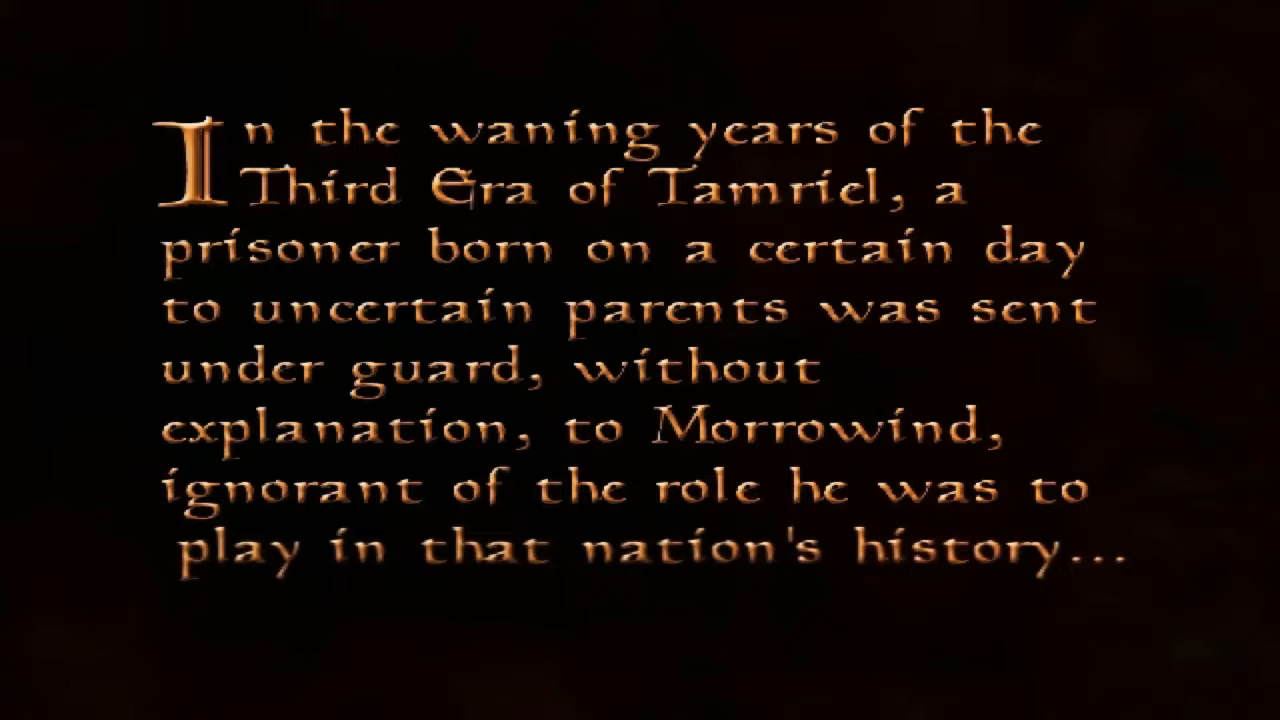 In the waning years of the
Third Era of Tamriel, a
prisoner born on a certain day
to uncertain parents was sent
under guard, without
explanation, to Morrowind,
ignorant of the role he was to
play in that nation's history...